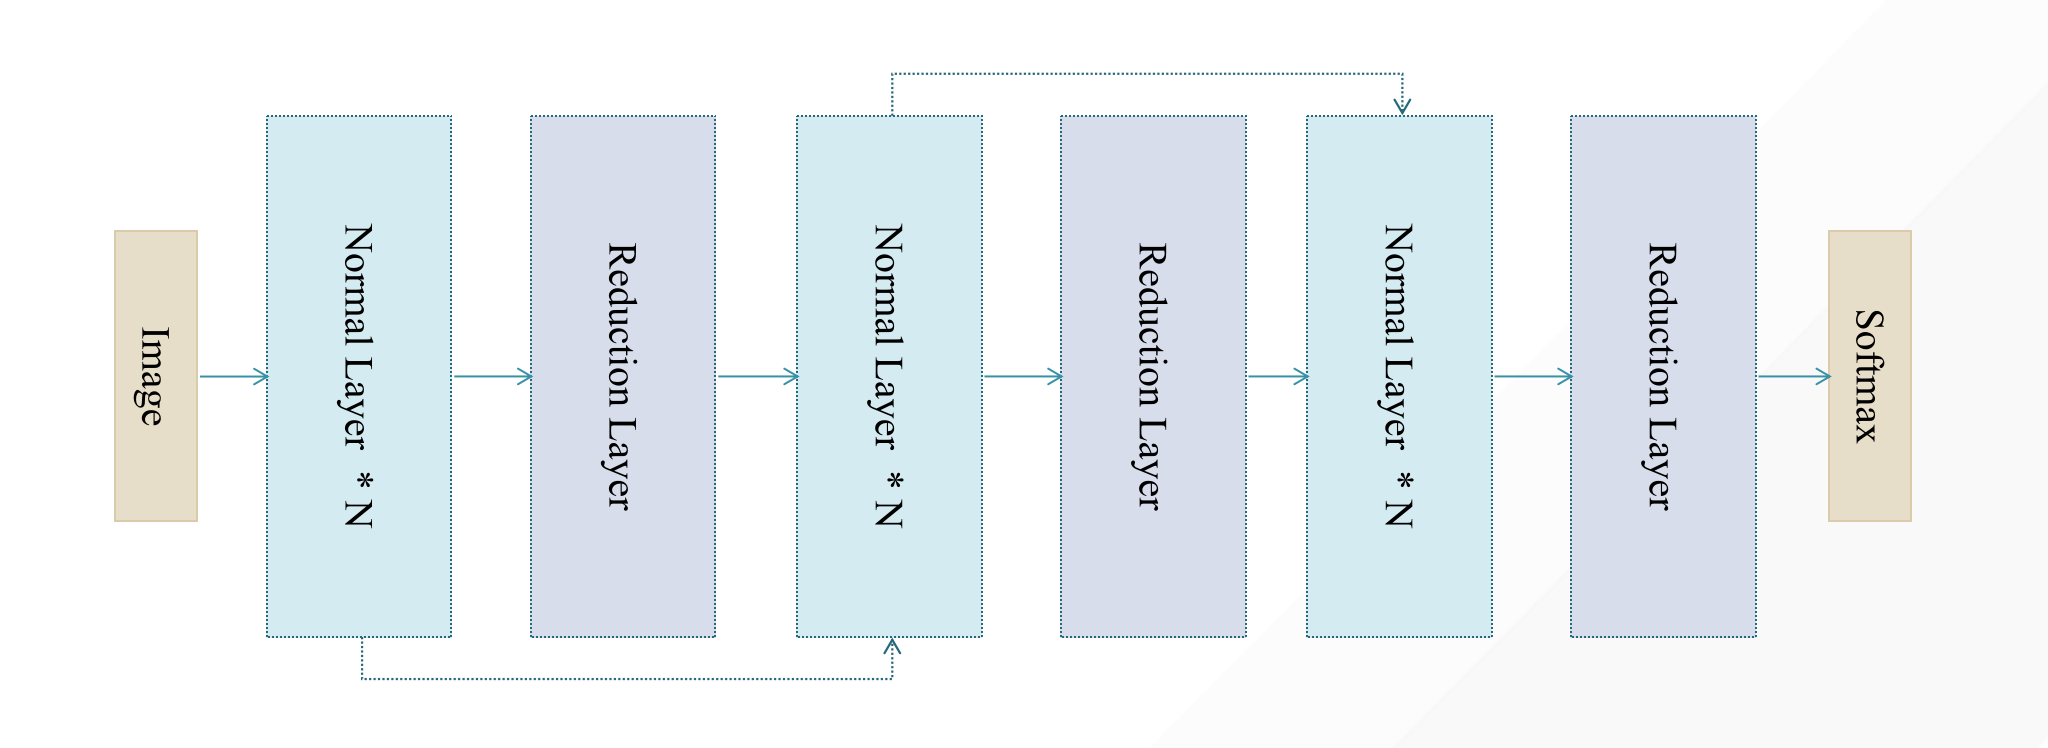 Image
Normal Layer * N
Reduction Layer
Normal Layer * N
Reduction Layer
Normal Layer * N
Reduction Layer
Softmax